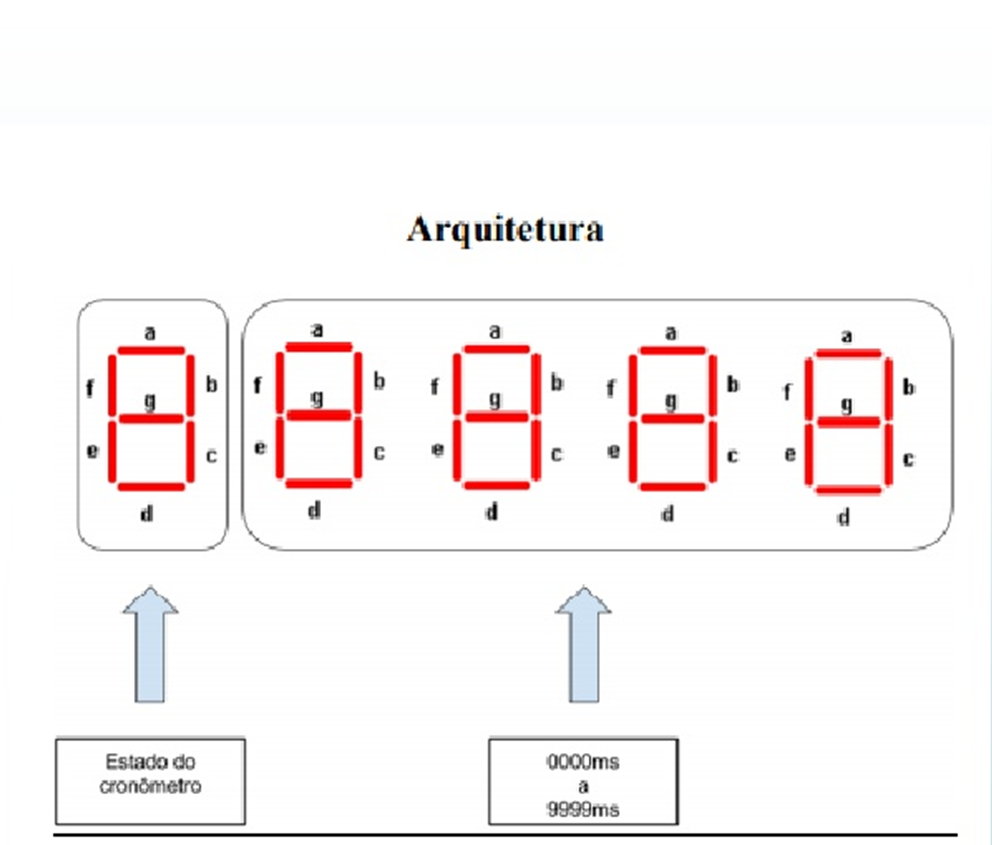 Arquitetura
a a a a a
f b f b f b f b f b
g g g g g
e c e c e c e c e c
d d d d d
Estado do
cronômetro
0000ms
a
9999ms